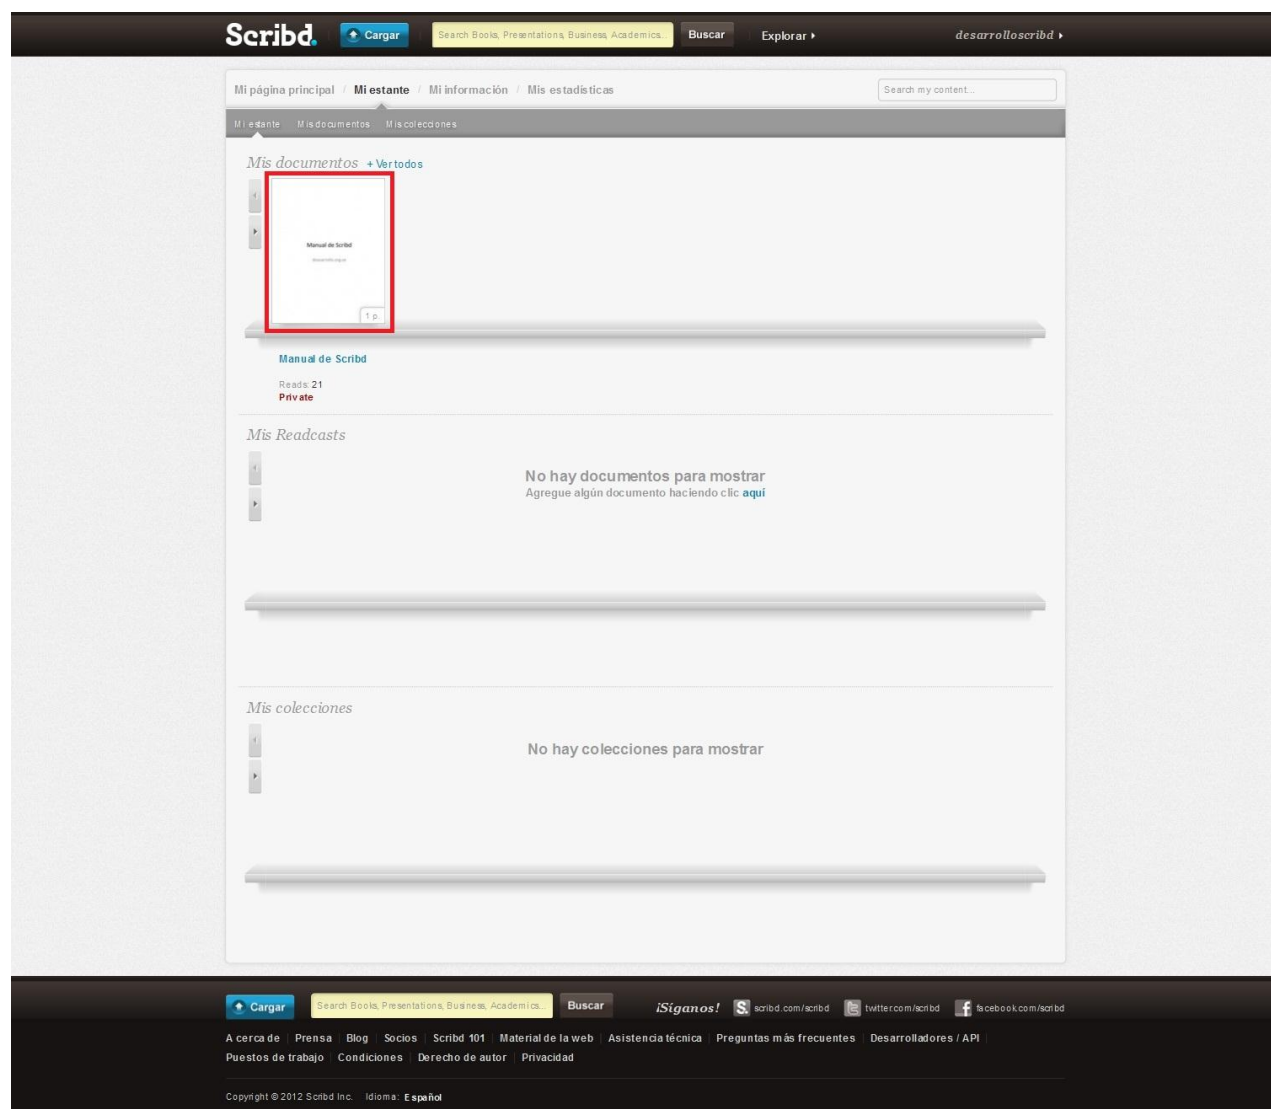 Scribd. Cargar Search Books, Presentations, Business, Academics... Buscar Explorar desarrolloscribd
Mi página principal / Mi estante / Mi información / Mis estadísticas Search my content...
Mi estante Mis documentos Mis colecciones
Mis documentos + Ver todos
Manual de Scribd
1 p.
Manual de Scribd
Reads: 21
Private
Mis Readcasts
No hay documentos para mostrar
Agregue algún documento haciendo clic aquí
Mis colecciones
No hay colecciones para mostrar
Cargar Search Books, Presentations, Business, Academics... Buscar ¡Síganos! scribd.com/scribd twitter.com/scribd facebook.com/scribd
Acerca de | Prensa | Blog | Socios | Scribd 101 | Material de la web | Asistencia técnica | Preguntas más frecuentes | Desarrolladores / API |
Puestos de trabajo | Condiciones | Derecho de autor | Privacidad
Copyright © 2012 Scribd Inc. Idioma: Español